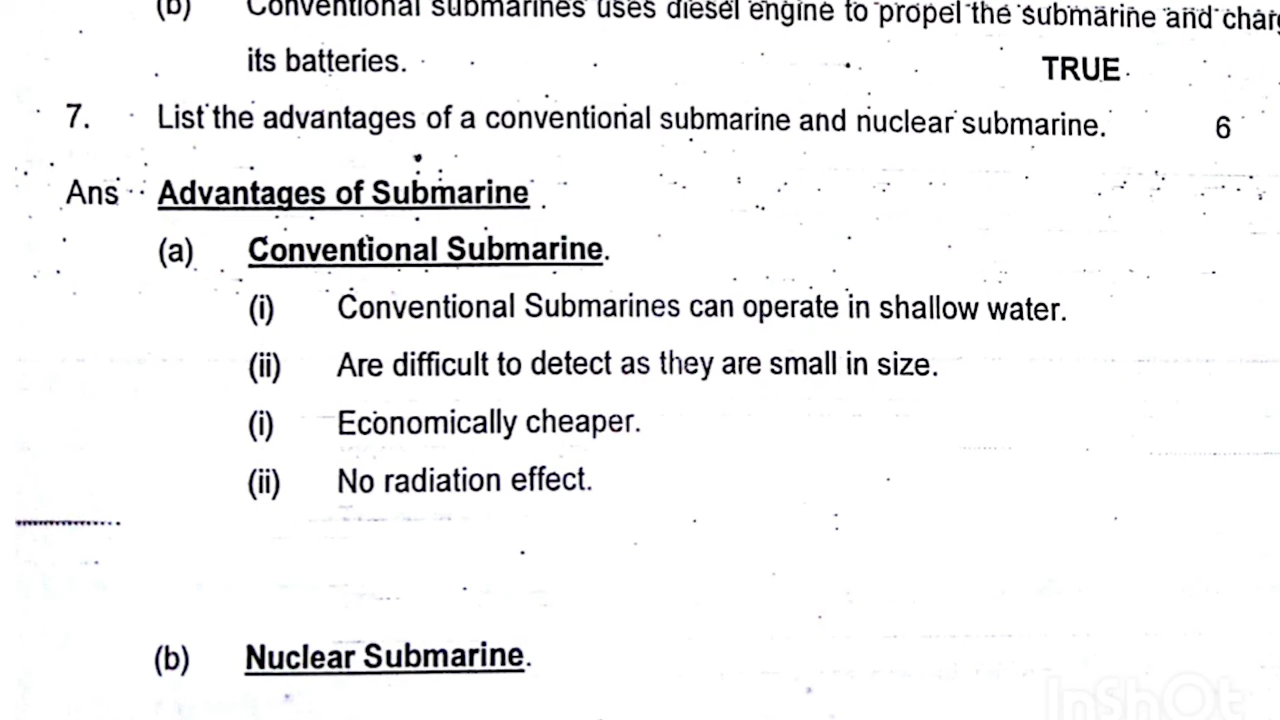 (b) Conventional submarines uses diesel engine to propel the submarine and charg
its batteries. TRUE
7. List the advantages of a conventional submarine and nuclear submarine. 6
Ans Advantages of Submarine
(a) Conventional Submarine.
(i) Conventional Submarines can operate in shallow water.
(ii) Are difficult to detect as they are small in size.
(i) Economically cheaper.
(ii) No radiation effect.
(b) Nuclear Submarine.
InShOt